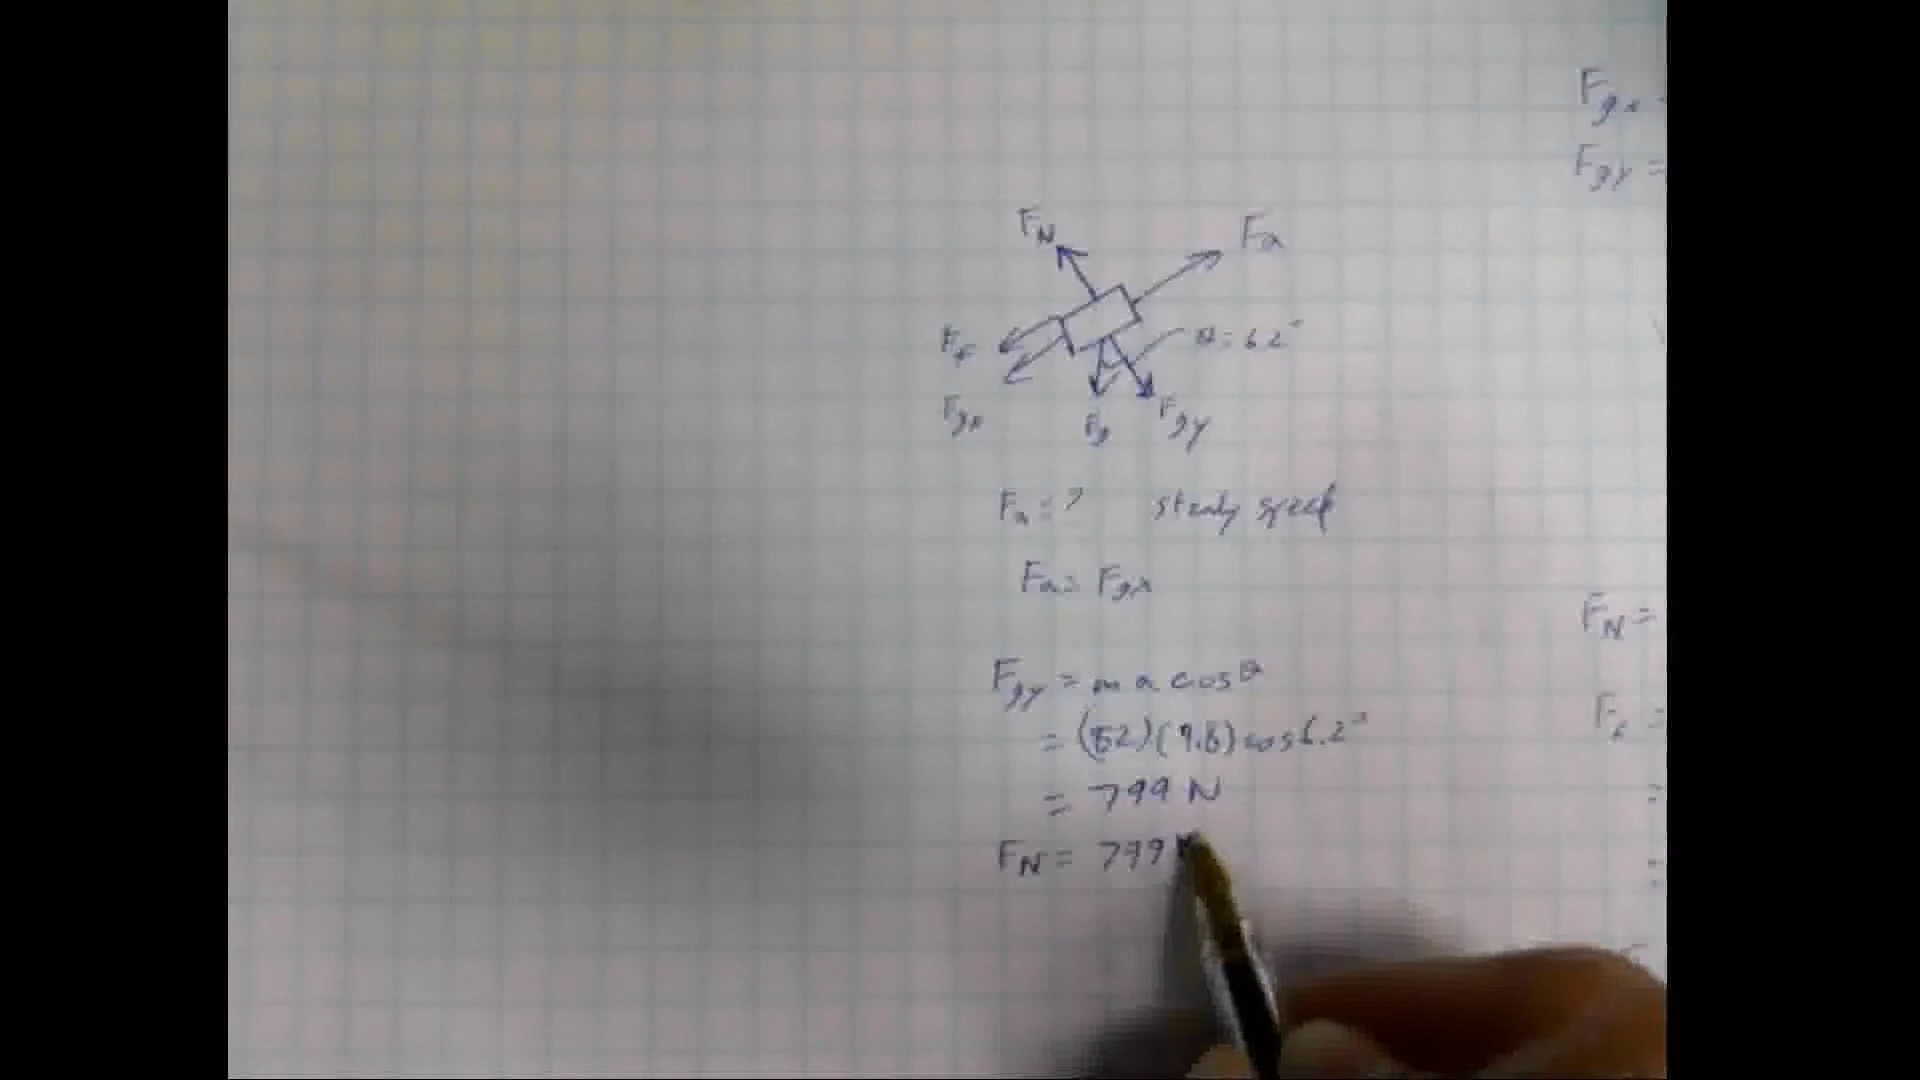 Fgx
Fgy =
FN
Fa
Ff
θ = 6.2°
Fgx
Fg
Fgy
Fa = ? steady speed
Fa = Fgx
FN =
Fgy = m a cos θ
= (82)(9.8) cos 6.2°
= 799 N
FN = 799 N